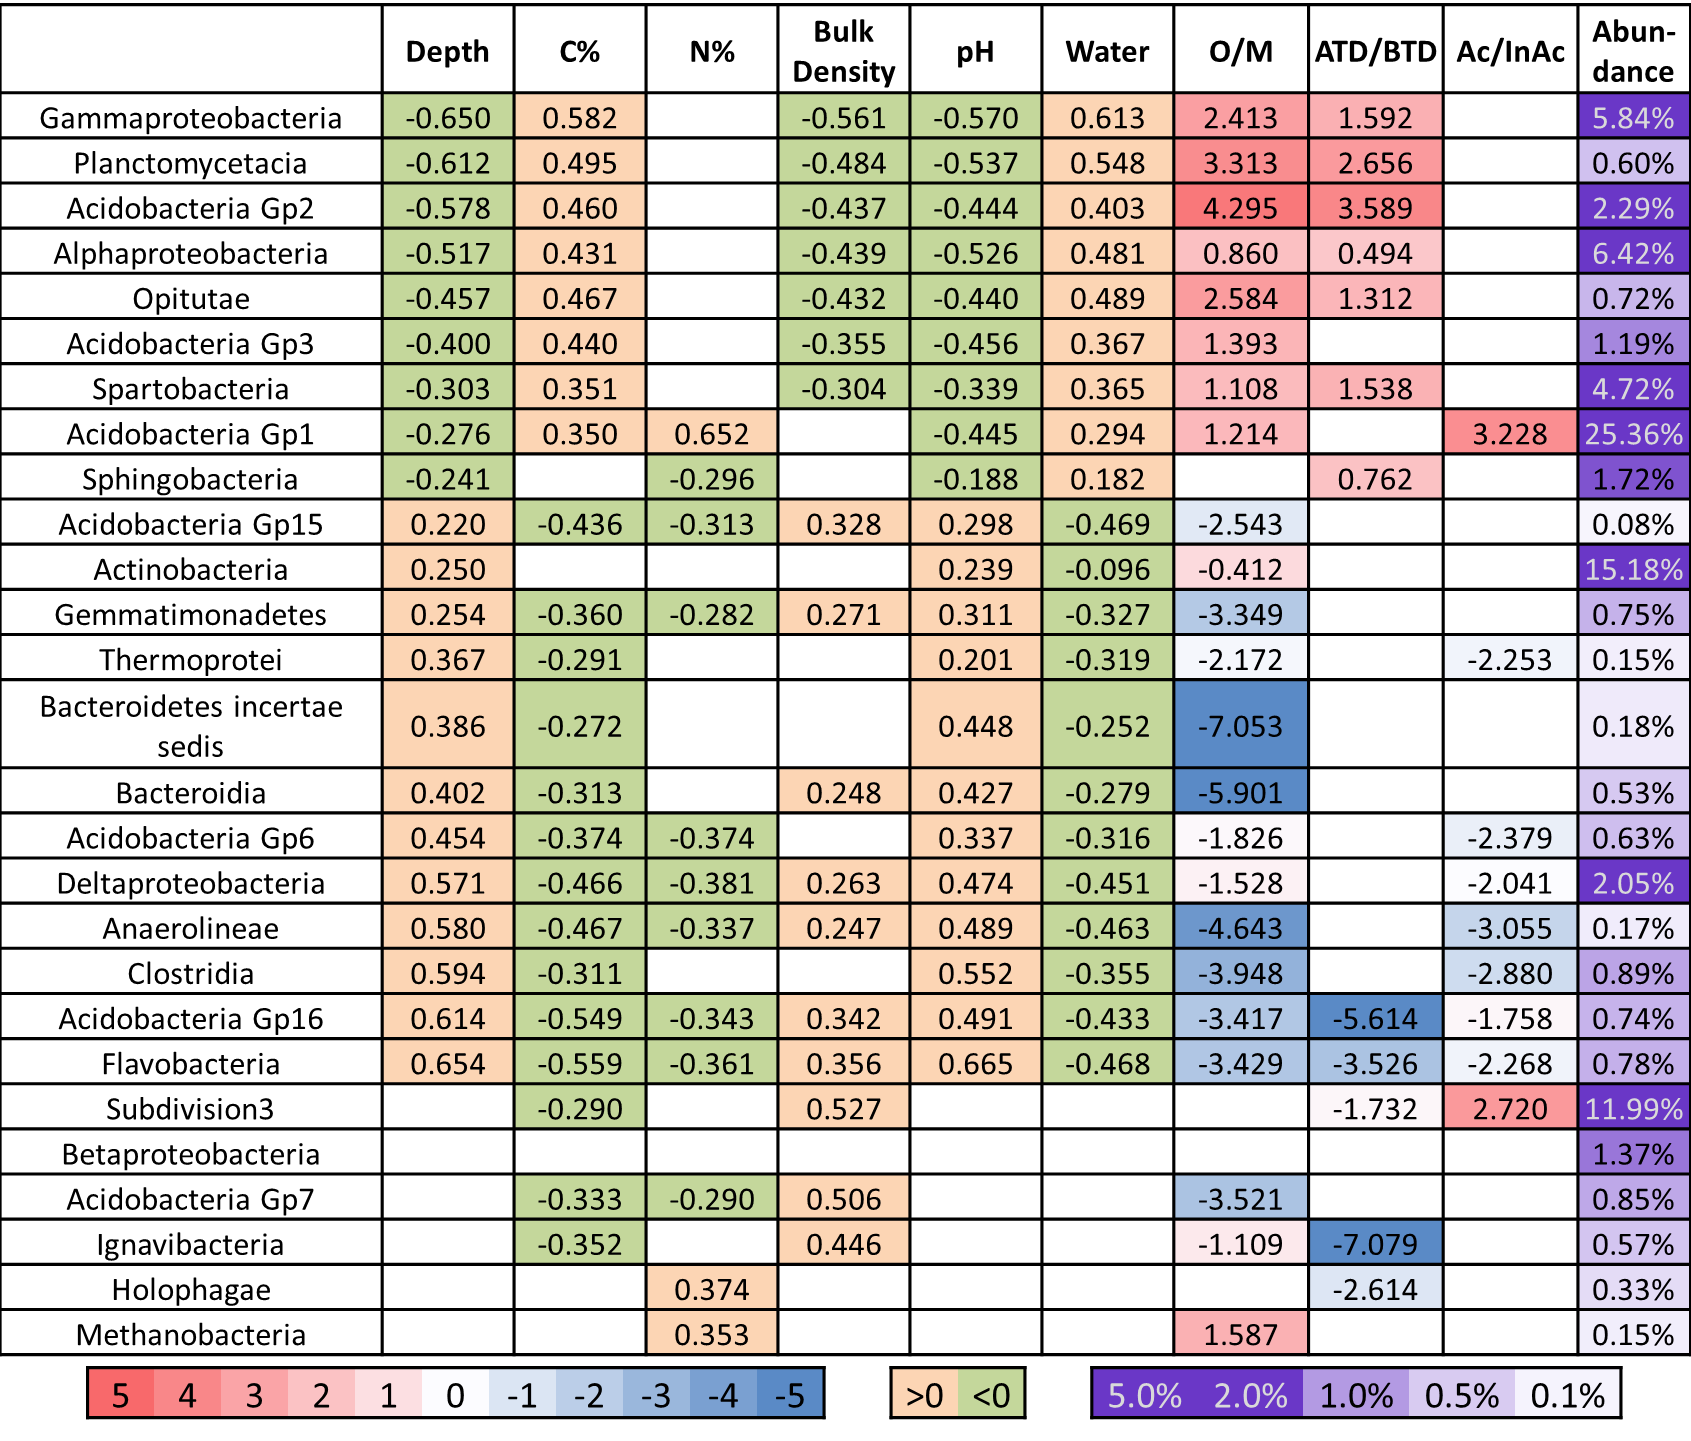 Depth C% N% Bulk Density pH Water O/M ATD/BTD Ac/InAc Abun-dance
Gammaproteobacteria -0.650 0.582 -0.561 -0.570 0.613 2.413 1.592 5.84%
Planctomycetacia -0.612 0.495 -0.484 -0.537 0.548 3.313 2.656 0.60%
Acidobacteria Gp2 -0.578 0.460 -0.437 -0.444 0.403 4.295 3.589 2.29%
Alphaproteobacteria -0.517 0.431 -0.439 -0.526 0.481 0.860 0.494 6.42%
Opitutae -0.457 0.467 -0.432 -0.440 0.489 2.584 1.312 0.72%
Acidobacteria Gp3 -0.400 0.440 -0.355 -0.456 0.367 1.393 1.19%
Spartobacteria -0.303 0.351 -0.304 -0.339 0.365 1.108 1.538 4.72%
Acidobacteria Gp1 -0.276 0.350 0.652 -0.445 0.294 1.214 3.228 25.36%
Sphingobacteria -0.241 -0.296 -0.188 0.182 0.762 1.72%
Acidobacteria Gp15 0.220 -0.436 -0.313 0.328 0.298 -0.469 -2.543 0.08%
Actinobacteria 0.250 0.239 -0.096 -0.412 15.18%
Gemmatimonadetes 0.254 -0.360 -0.282 0.271 0.311 -0.327 -3.349 0.75%
Thermoprotei 0.367 -0.291 0.201 -0.319 -2.172 -2.253 0.15%
Bacteroidetes incertae sedis 0.386 -0.272 0.448 -0.252 -7.053 0.18%
Bacteroidia 0.402 -0.313 0.248 0.427 -0.279 -5.901 0.53%
Acidobacteria Gp6 0.454 -0.374 -0.374 0.337 -0.316 -1.826 -2.379 0.63%
Deltaproteobacteria 0.571 -0.466 -0.381 0.263 0.474 -0.451 -1.528 -2.041 2.05%
Anaerolineae 0.580 -0.467 -0.337 0.247 0.489 -0.463 -4.643 -3.055 0.17%
Clostridia 0.594 -0.311 0.552 -0.355 -3.948 -2.880 0.89%
Acidobacteria Gp16 0.614 -0.549 -0.343 0.342 0.491 -0.433 -3.417 -5.614 -1.758 0.74%
Flavobacteria 0.654 -0.559 -0.361 0.356 0.665 -0.468 -3.429 -3.526 -2.268 0.78%
Subdivision3 -0.290 0.527 -1.732 2.720 11.99%
Betaproteobacteria 1.37%
Acidobacteria Gp7 -0.333 -0.290 0.506 -3.521 0.85%
Ignavibacteria -0.352 0.446 -1.109 -7.079 0.57%
Holophagae 0.374 -2.614 0.33%
Methanobacteria 0.353 1.587 0.15%
5 4 3 2 1 0 -1 -2 -3 -4 -5 >0 <0 5.0% 2.0% 1.0% 0.5% 0.1%